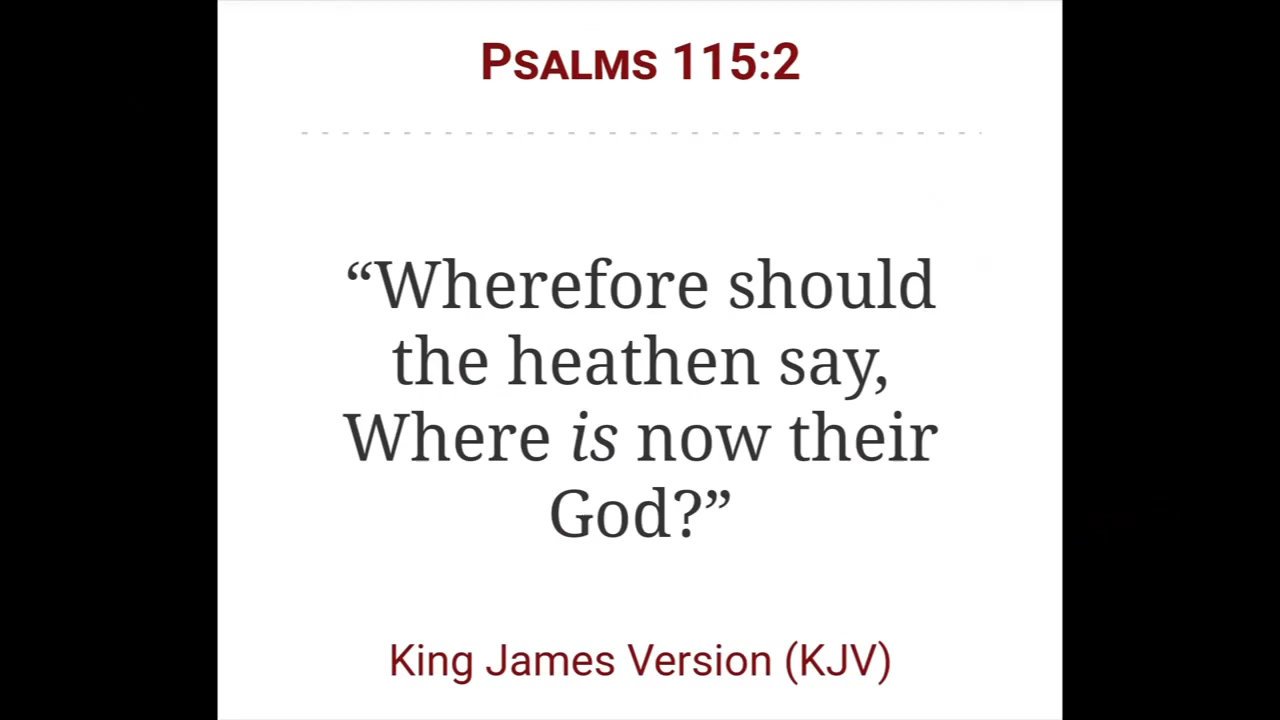 Psalms 115:2
“Wherefore should
the heathen say,
Where is now their
God?”
King James Version (KJV)